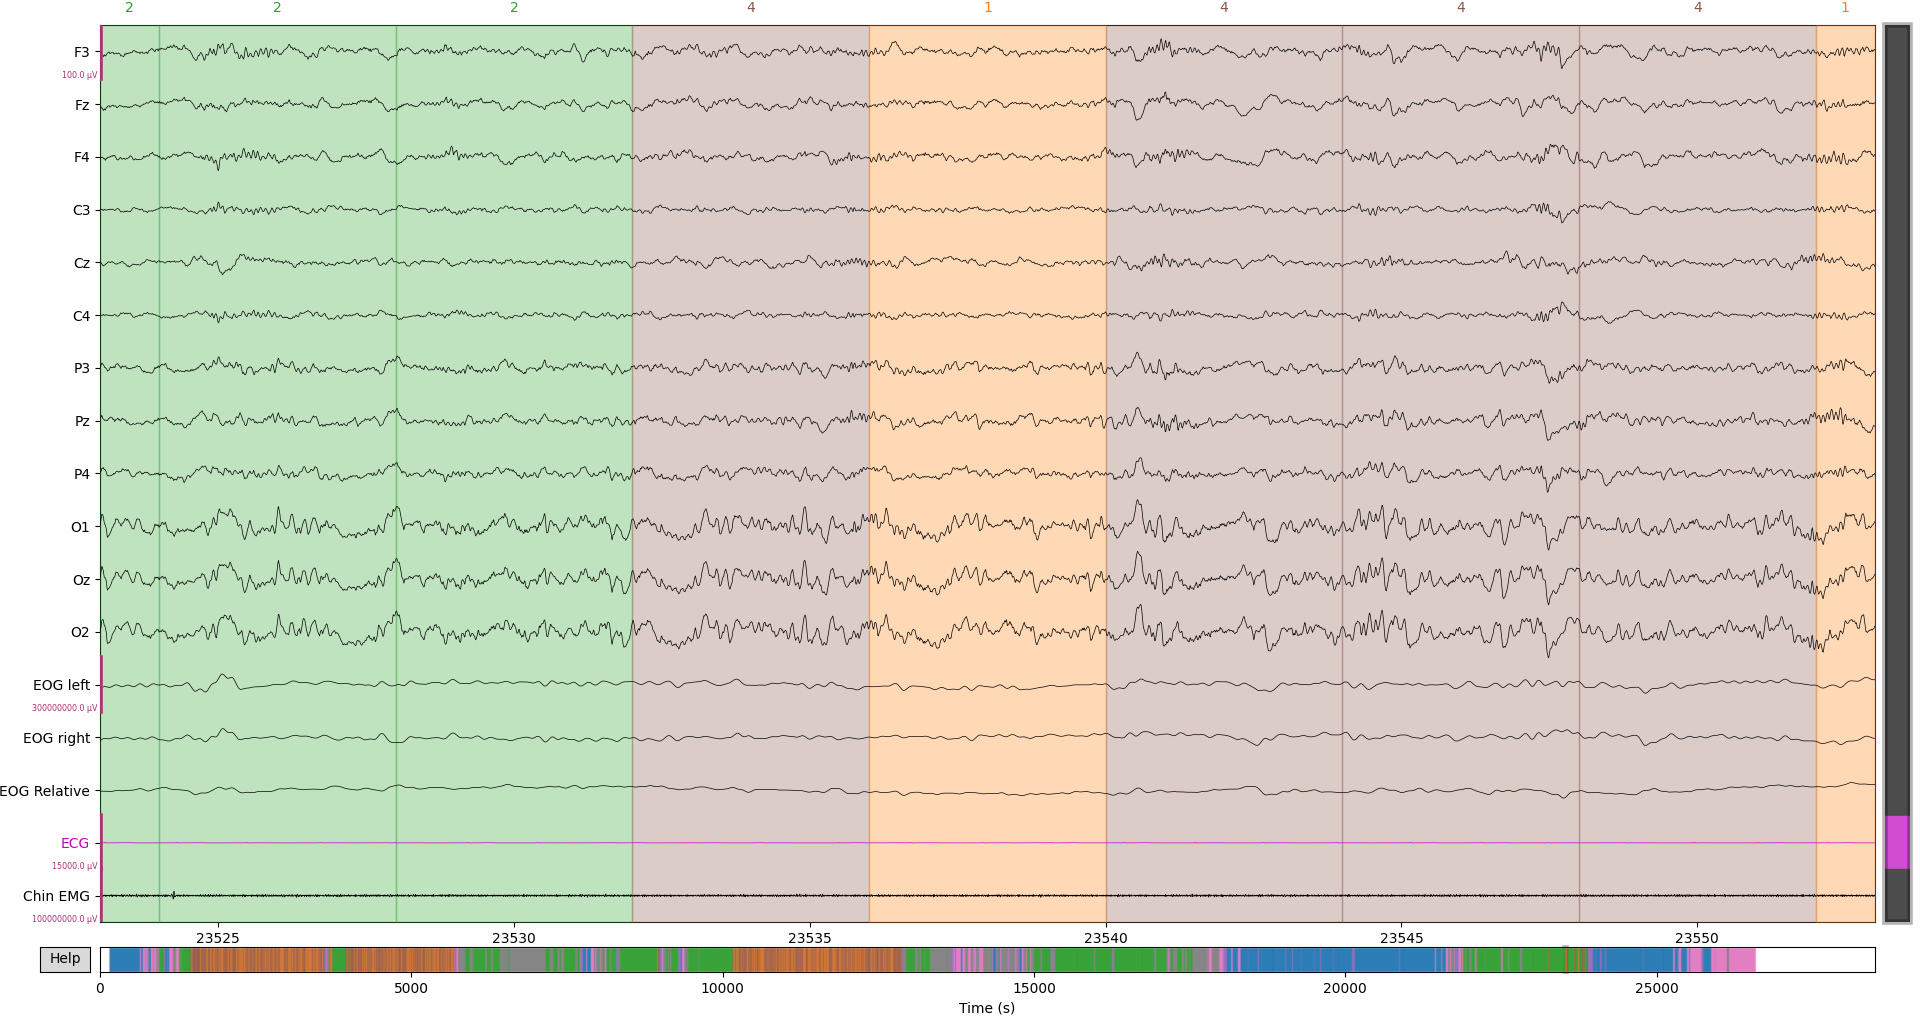 2 2 2 4 1 4 4 4 1
F3
100.0 µV
Fz
F4
C3
Cz
C4
P3
Pz
P4
O1
Oz
O2
EOG left
300000000.0 µV
EOG right
EOG Relative
ECG
15000.0 µV
Chin EMG
100000000.0 µV
23525 23530 23535 23540 23545 23550
Help
0 5000 10000 15000 20000 25000
Time (s)